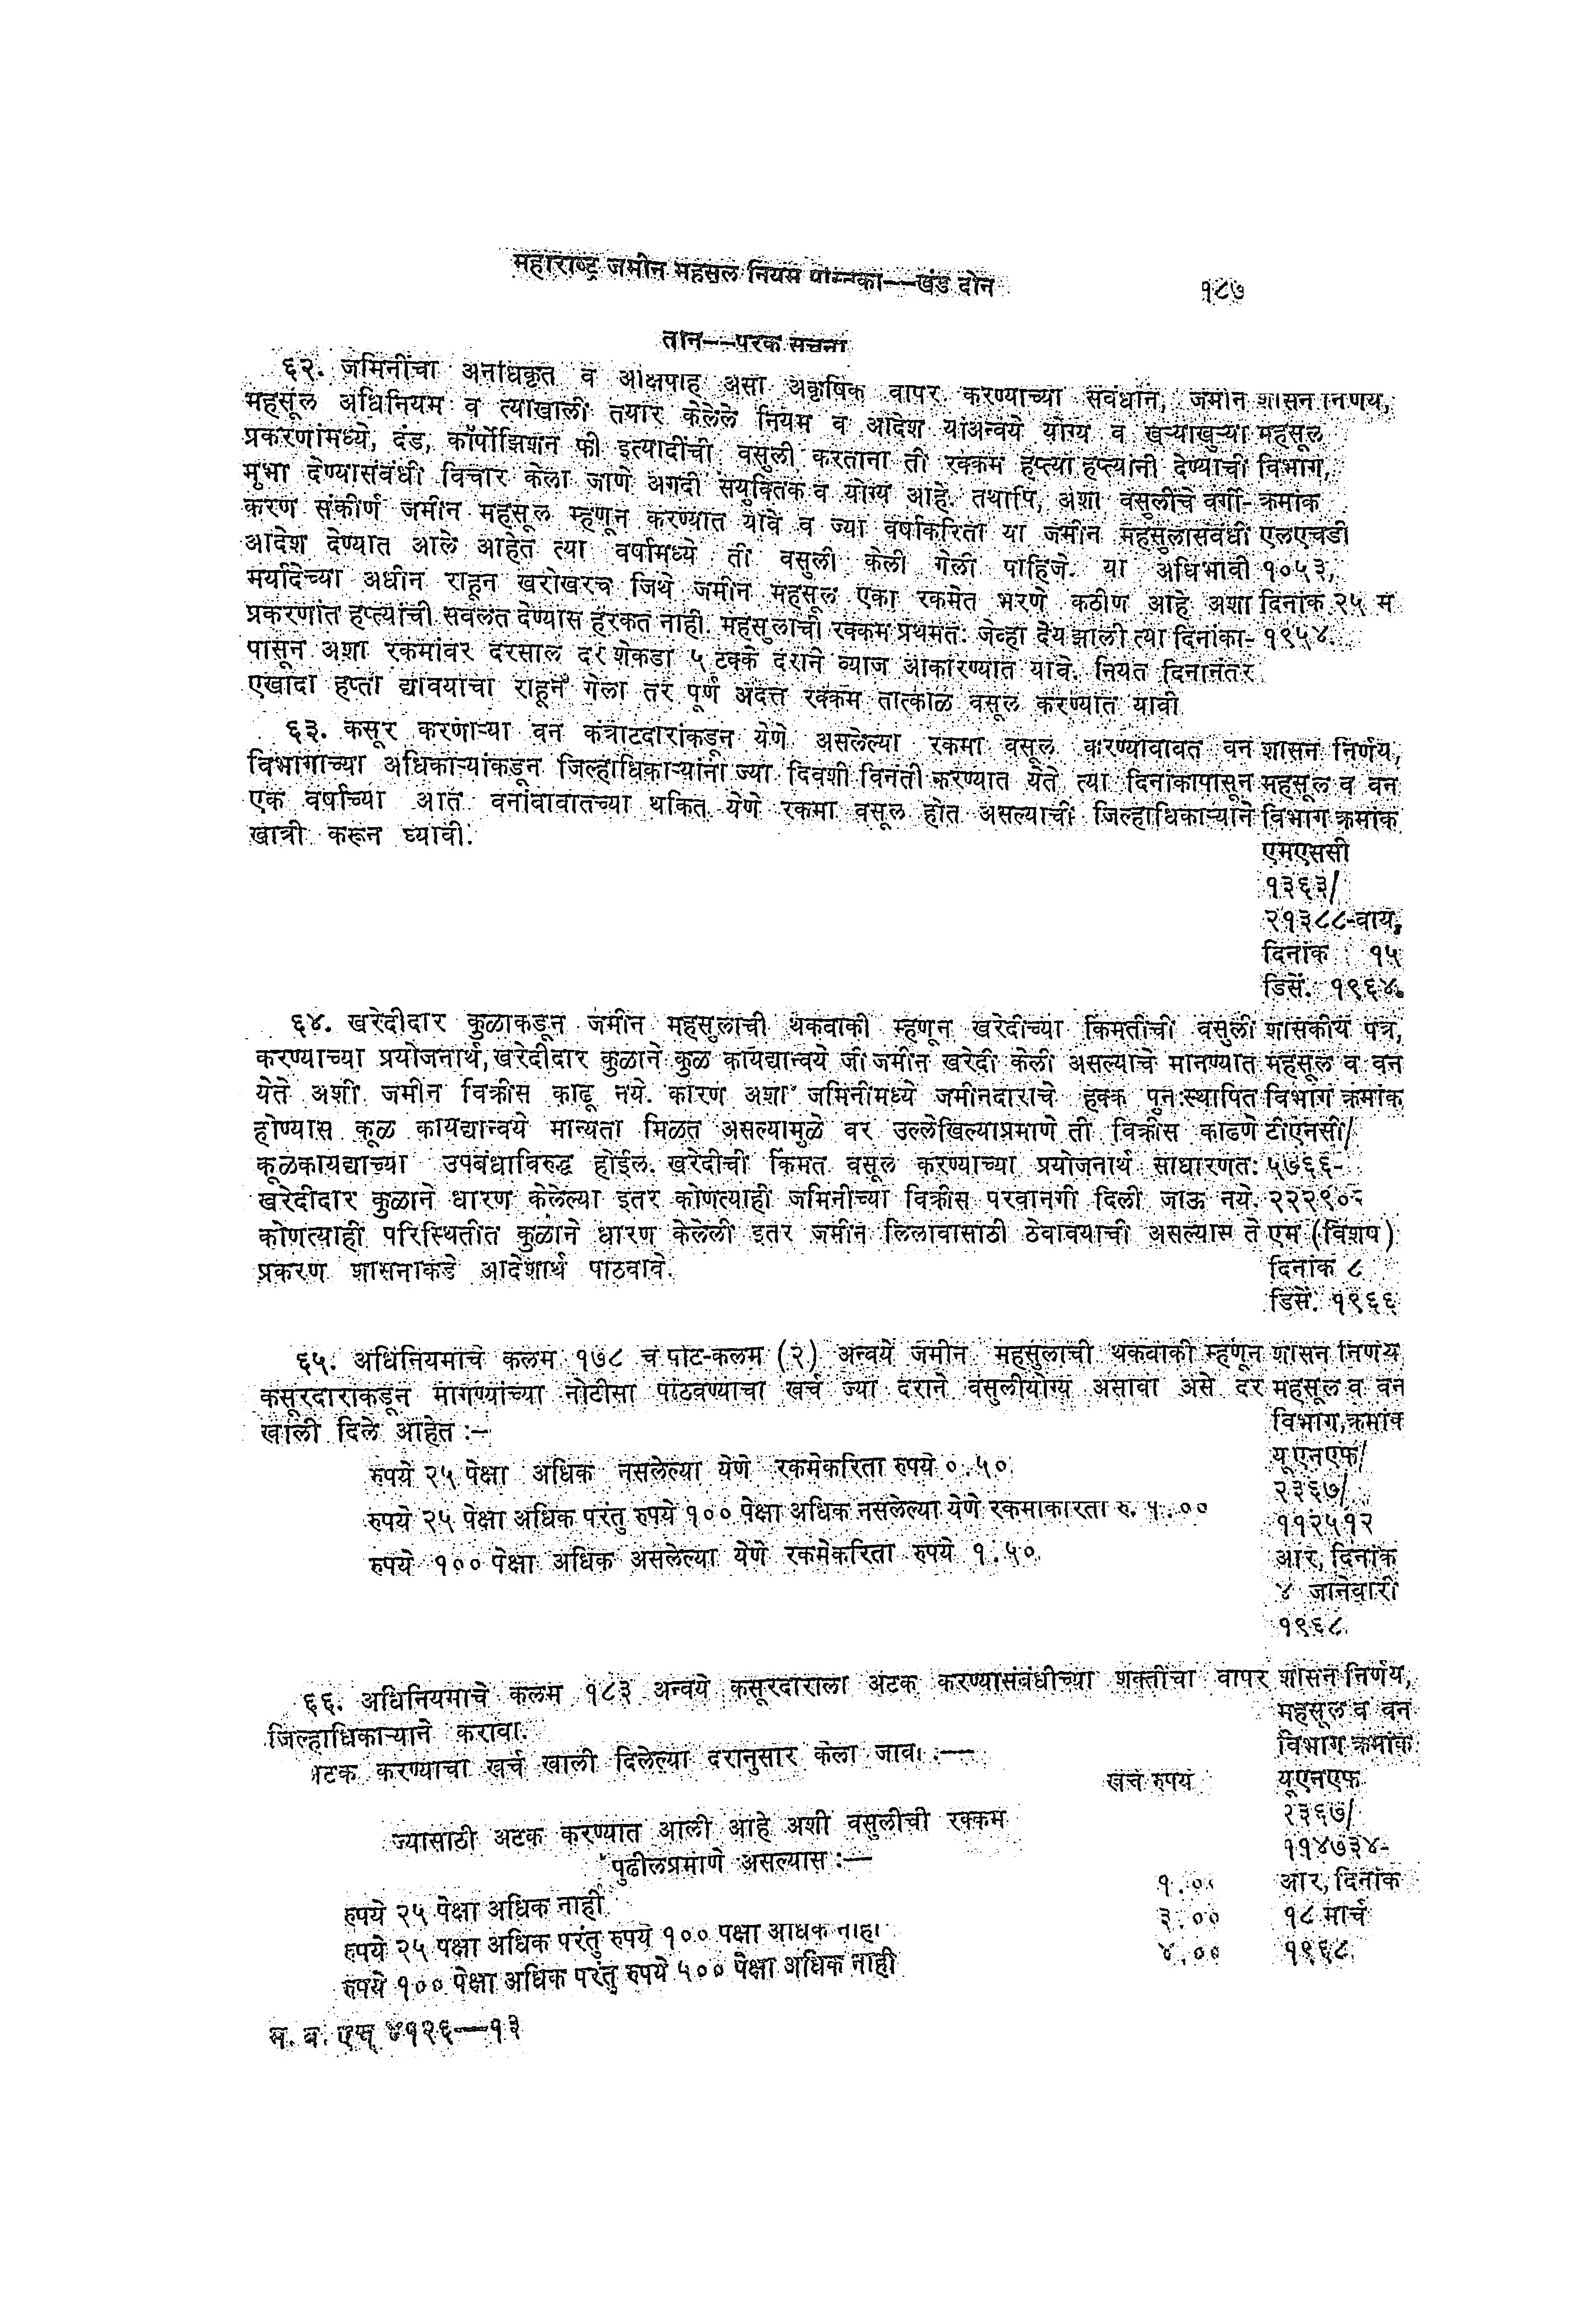 महाराष्ट्र जमीन महसूल नियम पुस्तिका--खंड दोन १८७
तीन--पूरक सूचना
६२. जमिनींचा अनधिकृत व आक्षेपार्ह असा अकृषिक वापर करण्याच्या संबंधात, जमीन
महसूल अधिनियम व त्याखाली तयार केलेले नियम व आदेश यांअन्वये योग्य व खऱ्याखुऱ्या
प्रकरणांमध्ये, दंड, काँपोझिशन फी इत्यादींची वसुली करताना ती रक्कम हप्त्या हप्त्यांनी देण्याची
मुभा देण्यासंबंधी विचार केला जाणे अगदी संयुक्तिक व योग्य आहे. तथापि, अशा वसुलीचे वर्गी-
करण संकीर्ण जमीन महसूल म्हणून करण्यात यावे व ज्या वर्षाकरिता या जमीन महसुलासंबंधी
आदेश देण्यात आले आहेत त्या वर्षामध्ये ती वसुली केली गेली पाहिजे. या अधिभावी
मर्यादेच्या अधीन राहून खरोखरच जिथे जमीन महसूल एका रकमेत भरणे कठीण आहे अशा
प्रकरणांत हप्त्यांची सवलत देण्यास हरकत नाही. महसुलाची रक्कम प्रथमतः जेव्हा देय झाली त्या दिनांका-
पासून अशा रकमांवर दरसाल दर शेकडा ५ टक्के दराने व्याज आकारण्यात यावे. नियत दिनानंतर
एखादा हप्ता द्यावयाचा राहून गेला तर पूर्ण अदत्त रक्कम तात्काळ वसूल करण्यात यावी
शासन निर्णय,
महसूल
विभाग,
क्रमांक
एलएचडी
१०५३,
दिनांक २५ मे
१९५४.
६३. कसूर करणाऱ्या वन कंत्राटदारांकडून येणे असलेल्या रकमा वसूल करण्याबाबत वन
विभागाच्या अधिकाऱ्यांकडून जिल्हाधिकाऱ्यांना ज्या दिवशी विनंती करण्यात येते त्या दिनांकापासून
एक वर्षाच्या आत वनांबाबातच्या थकित येणे रकमा वसूल होत असल्याची जिल्हाधिकाऱ्याने
खात्री करून घ्यावी.
शासन निर्णय,
महसूल व वन
विभाग क्रमांक
एमएससी
१३६३/
२१३८८-वाय,
दिनांक १५
डिसें. १९६४.
६४. खरेदीदार कुळाकडून जमीन महसुलाची थकबाकी म्हणून खरेदीच्या किंमतीची वसुली
करण्याच्या प्रयोजनार्थ, खरेदीदार कुळाने कुळ कायद्यान्वये जी जमीन खरेदी केली असल्याचे मानण्यात
येते अशी जमीन विक्रीस काढू नये. कारण अशा जमिनीमध्ये जमीनदाराचे हक्क पुनःस्थापित
होण्यास कूळ कायद्यान्वये मान्यता मिळत असल्यामुळे वर उल्लेखिल्याप्रमाणे ती विक्रीस काढणे
कूळकायद्याच्या उपबंधाविरुद्ध होईल. खरेदीची किंमत वसूल करण्याच्या प्रयोजनार्थ साधारणतः
खरेदीदार कुळाने धारण केलेल्या इतर कोणत्याही जमिनीच्या विक्रीस परवानगी दिली जाऊ नये.
कोणत्याही परिस्थितीत कुळाने धारण केलेली इतर जमीन लिलावासाठी ठेवावयाची असल्यास ते
प्रकरण शासनाकडे आदेशार्थ पाठवावे.
शासकीय पत्र,
महसूल व वन
विभाग क्रमांक
टीएनसी/
५७६६-
एम (विशेष)
दिनांक ८
डिसें. १९६६
६५. अधिनियमाचे कलम १७८ च पोट-कलम (२) अन्वये जमीन महसुलाची थकबाकी म्हणून
कसूरदाराकडून मागण्यांच्या नोटीसा पाठवण्याचा खर्च ज्या दराने वसुलीयोग्य असावा असे दर
खाली दिले आहेत :-
रुपये २५ पेक्षा अधिक नसलेल्या येणे रकमेकरिता रुपये ०.५०
रुपये २५ पेक्षा अधिक परंतु रुपये १०० पेक्षा अधिक नसलेल्या येणे रकमांकरिता रु. १.००
रुपये १०० पेक्षा अधिक असलेल्या येणे रकमेकरिता रुपये १.५०
शासन निर्णय
महसूल व वन
विभाग, क्रमांक
यूएनएफ/
२३६७/
११२५१२
आर, दिनांक
४ जानेवारी
१९६८.
६६. अधिनियमाचे कलम १८३ अन्वये कसूरदाराला अटक करण्यासंबंधीच्या शक्तींचा वापर
जिल्हाधिकाऱ्याने करावा.
अटक करण्याचा खर्च खाली दिलेल्या दरानुसार केला जावा :--
खर्च रुपये
ज्यासाठी अटक करण्यात आली आहे अशी वसुलीची रक्कम
पुढीलप्रमाणे असल्यास :--
रुपये २५ पेक्षा अधिक नाही १.००
रुपये २५ पेक्षा अधिक परंतु रुपये १०० पेक्षा अधिक नाही ३.००
रुपये १०० पेक्षा अधिक परंतु रुपये ५०० पेक्षा अधिक नाही ४.००
शासन निर्णय,
महसूल व वन
विभाग क्रमांक
यूएनएफ
२३६७/
११४७३४-
आर, दिनांक
१८ मार्च
१९६८.
म. ब. एस् ४१२६--१३